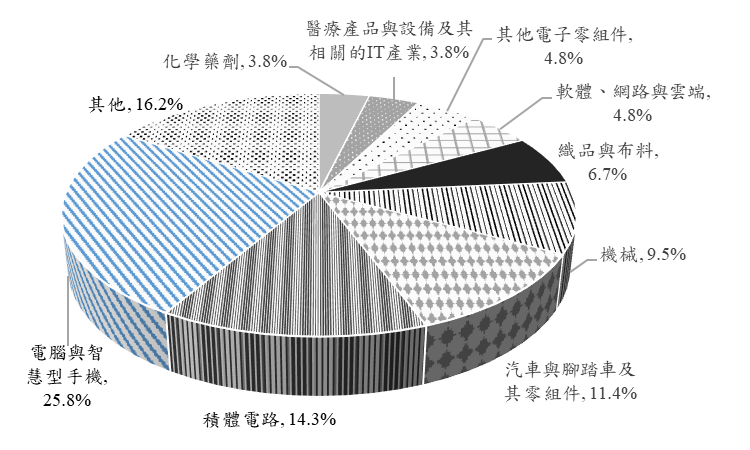 醫療產品與設備及其
相關的IT產業, 3.8%
化學藥劑, 3.8%
其他電子零組件,
4.8%
軟體、網路與雲端,
4.8%
其他, 16.2%
織品與布料,
6.7%
機械, 9.5%
電腦與智
慧型手機,
25.8%
汽車與腳踏車及
其零組件, 11.4%
積體電路, 14.3%